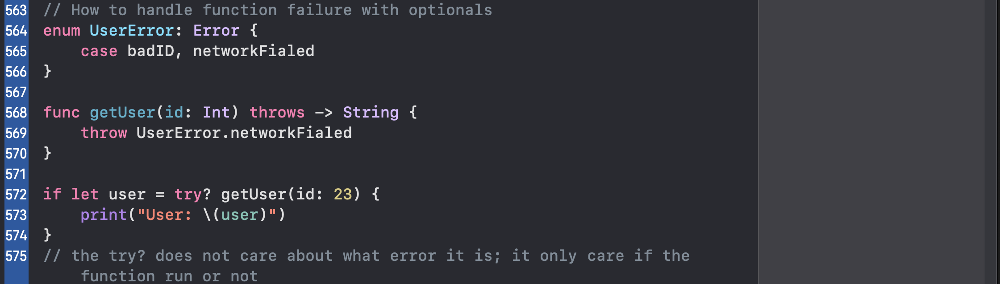 563 // How to handle function failure with optionals
564 enum UserError: Error {
565     case badID, networkFialed
566 }
567
568 func getUser(id: Int) throws -> String {
569     throw UserError.networkFialed
570 }
571
572 if let user = try? getUser(id: 23) {
573     print("User: \(user)")
574 }
575 // the try? does not care about what error it is; it only care if the
    function run or not